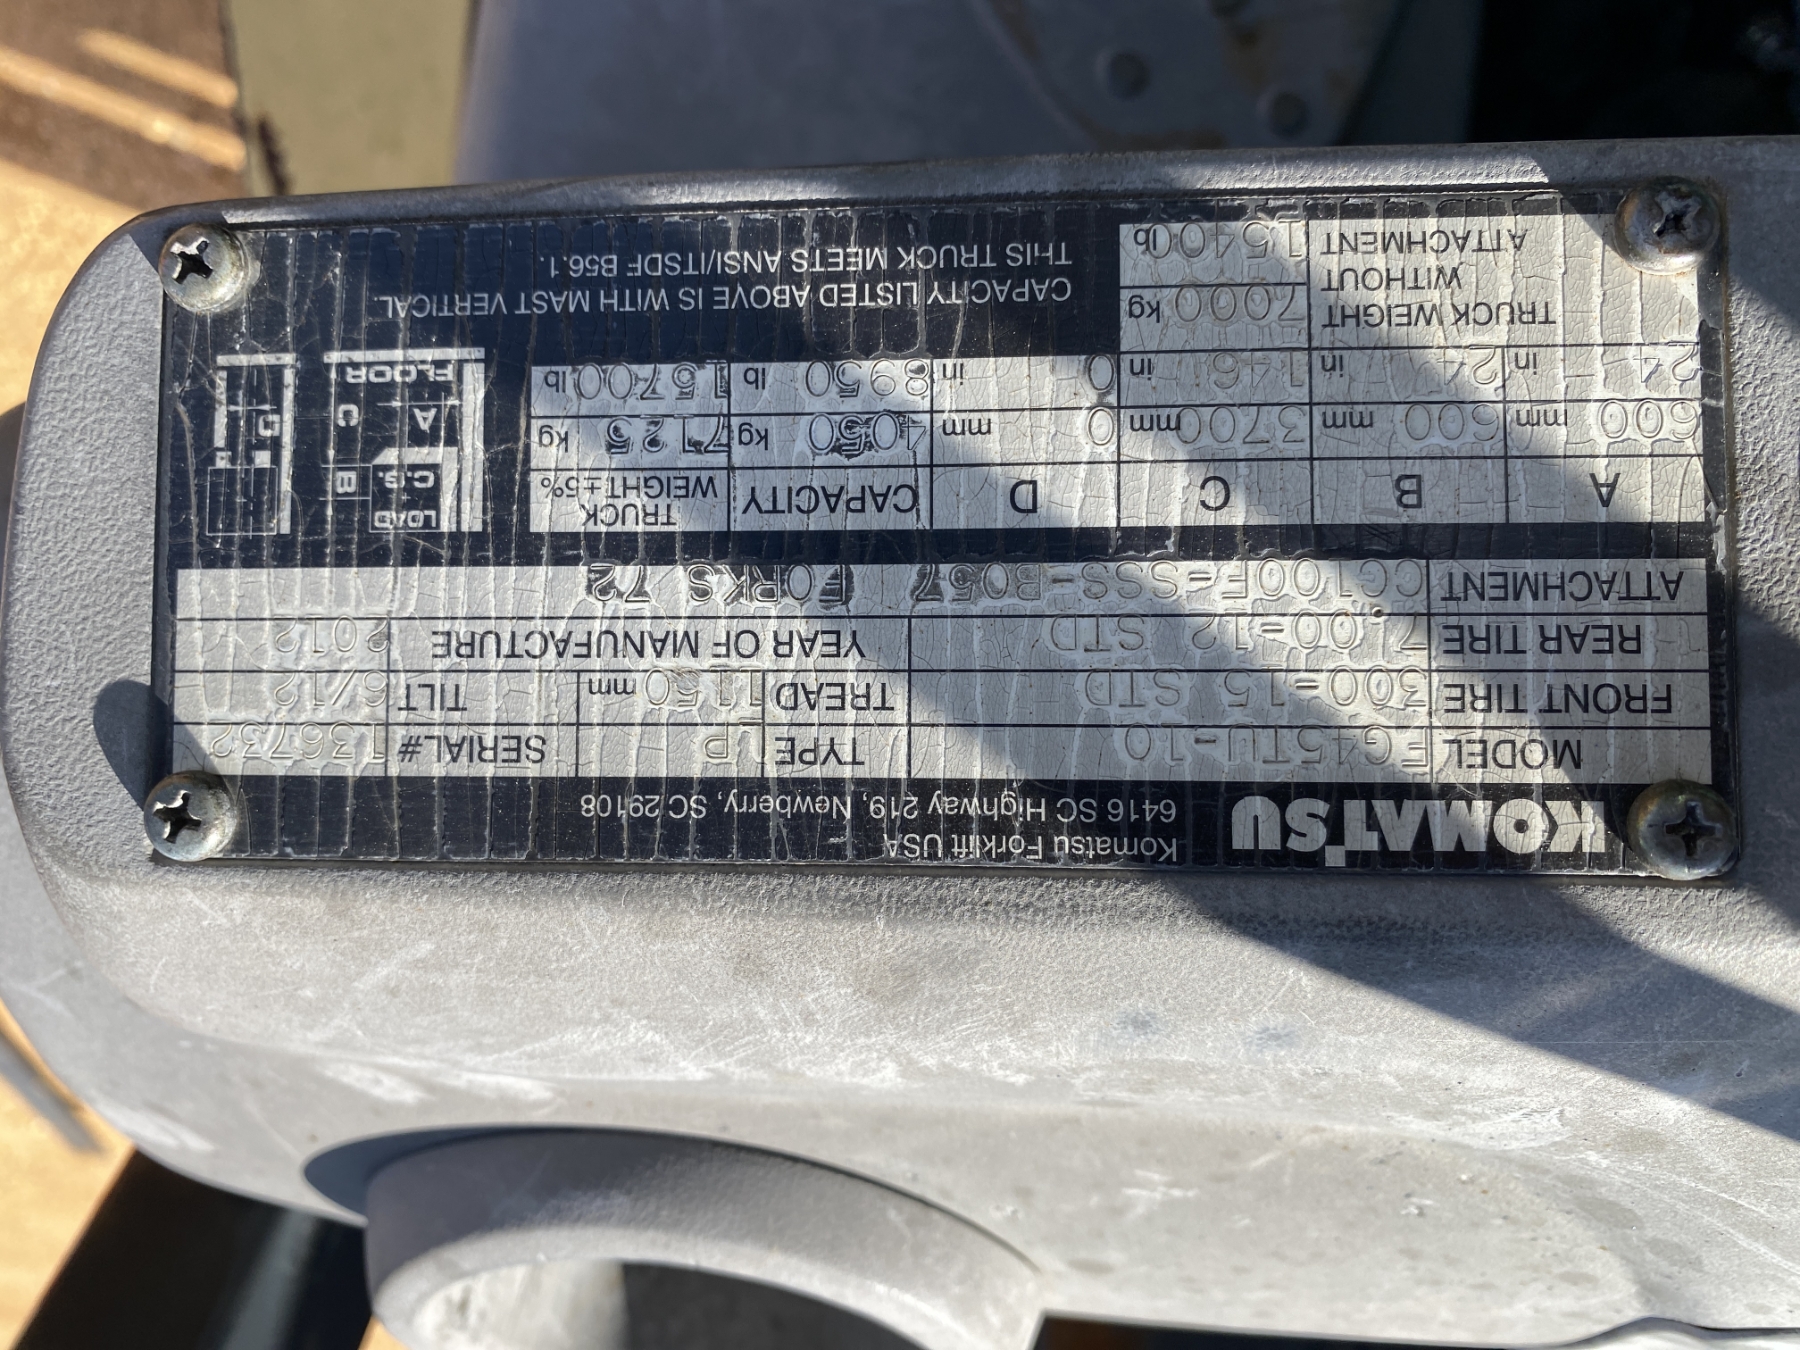 KOMATSU
Komatsu Forklift USA
6416 SC Highway 219, Newberry, SC 29108
MODEL FG45TU-10 TYPE LP SERIAL# 136732
FRONT TIRE 300-15 STD TREAD 1150 mm TILT 6/12
REAR TIRE 7.00-12 STD YEAR OF MANUFACTURE 2012
ATTACHMENT CG100F-SSS-B057 FORKS 72
A B C D CAPACITY TRUCK WEIGHT±5%
600 mm 600 mm 3700 mm 0 mm 4050 kg 7125 kg
24 in 24 in 146 in 0 in 8950 lb 15700 lb
TRUCK WEIGHT WITHOUT ATTACHMENT 7000 kg
15400 lb
CAPACITY LISTED ABOVE IS WITH MAST VERTICAL.
THIS TRUCK MEETS ANSI/ITSDF B56.1.
LOAD
C.G. B
A C D
FLOOR